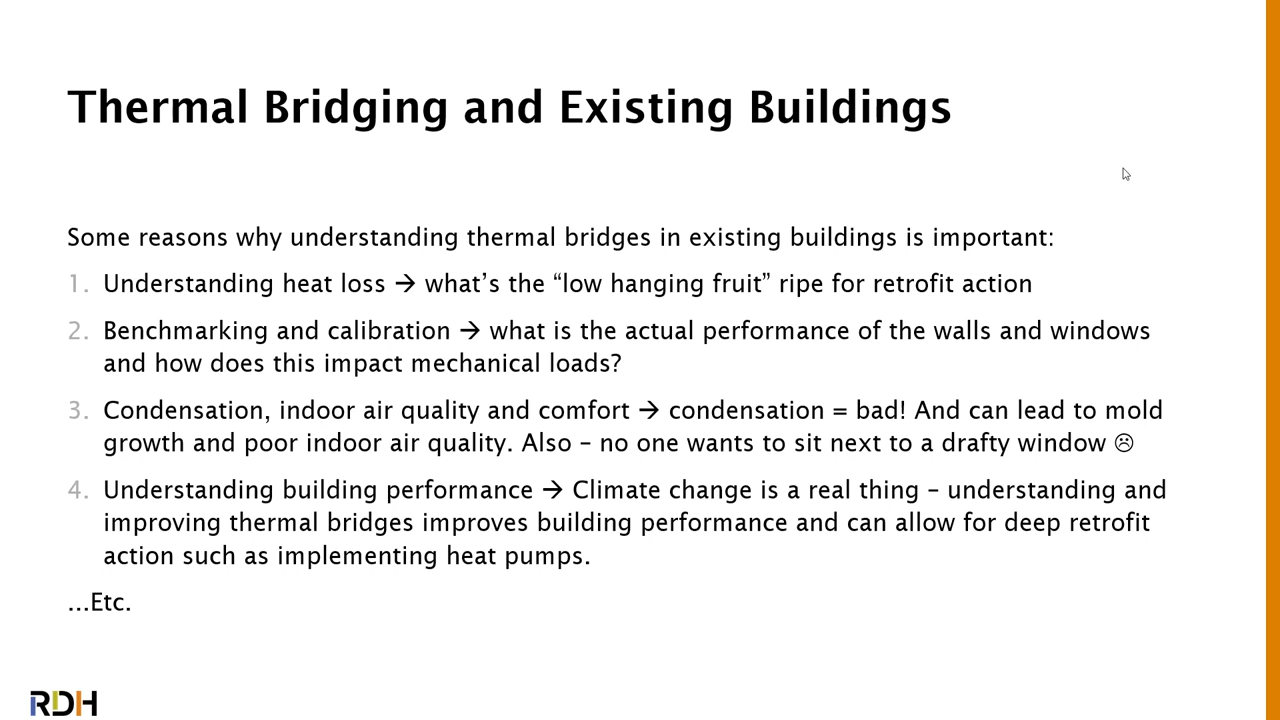 Thermal Bridging and Existing Buildings
Some reasons why understanding thermal bridges in existing buildings is important:
1. Understanding heat loss → what’s the “low hanging fruit” ripe for retrofit action
2. Benchmarking and calibration → what is the actual performance of the walls and windows
and how does this impact mechanical loads?
3. Condensation, indoor air quality and comfort → condensation = bad! And can lead to mold
growth and poor indoor air quality. Also – no one wants to sit next to a drafty window ☹
4. Understanding building performance → Climate change is a real thing – understanding and
improving thermal bridges improves building performance and can allow for deep retrofit
action such as implementing heat pumps.
...Etc.
RDH